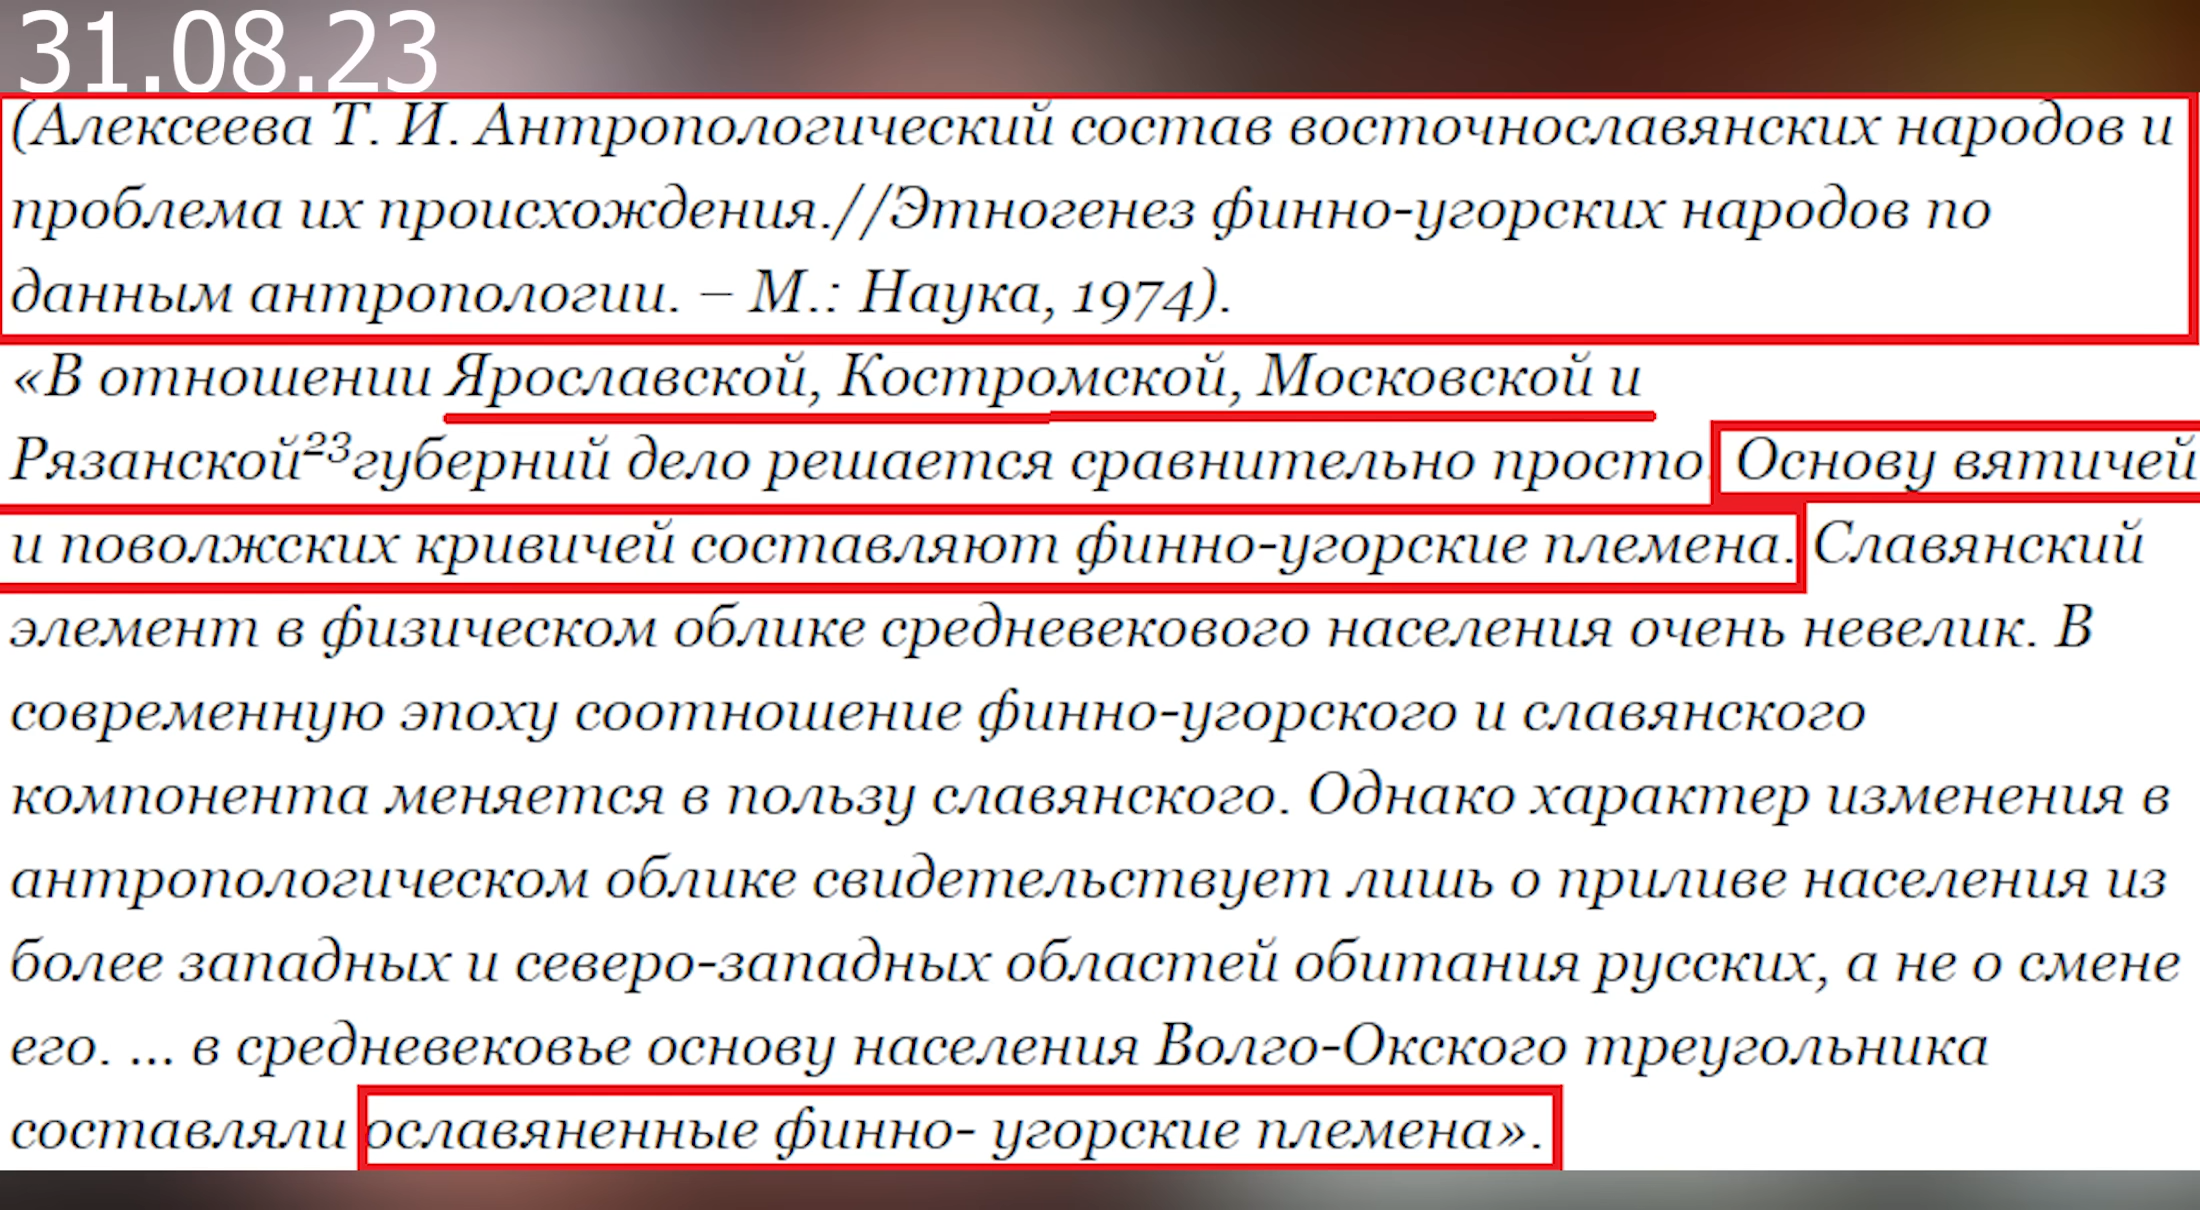 31.08.23
(Алексеева Т. И. Антропологический состав восточнославянских народов и
проблема их происхождения.//Этногенез финно-угорских народов по
данным антропологии. – М.: Наука, 1974).
«В отношении Ярославской, Костромской, Московской и
Рязанской²³губерний дело решается сравнительно просто Основу вятичей
и поволжских кривичей составляют финно-угорские племена. Славянский
элемент в физическом облике средневекового населения очень невелик. В
современную эпоху соотношение финно-угорского и славянского
компонента меняется в пользу славянского. Однако характер изменения в
антропологическом облике свидетельствует лишь о приливе населения из
более западных и северо-западных областей обитания русских, а не о смене
его. ... в средневековье основу населения Волго-Окского треугольника
составляли ославяненные финно- угорские племена».